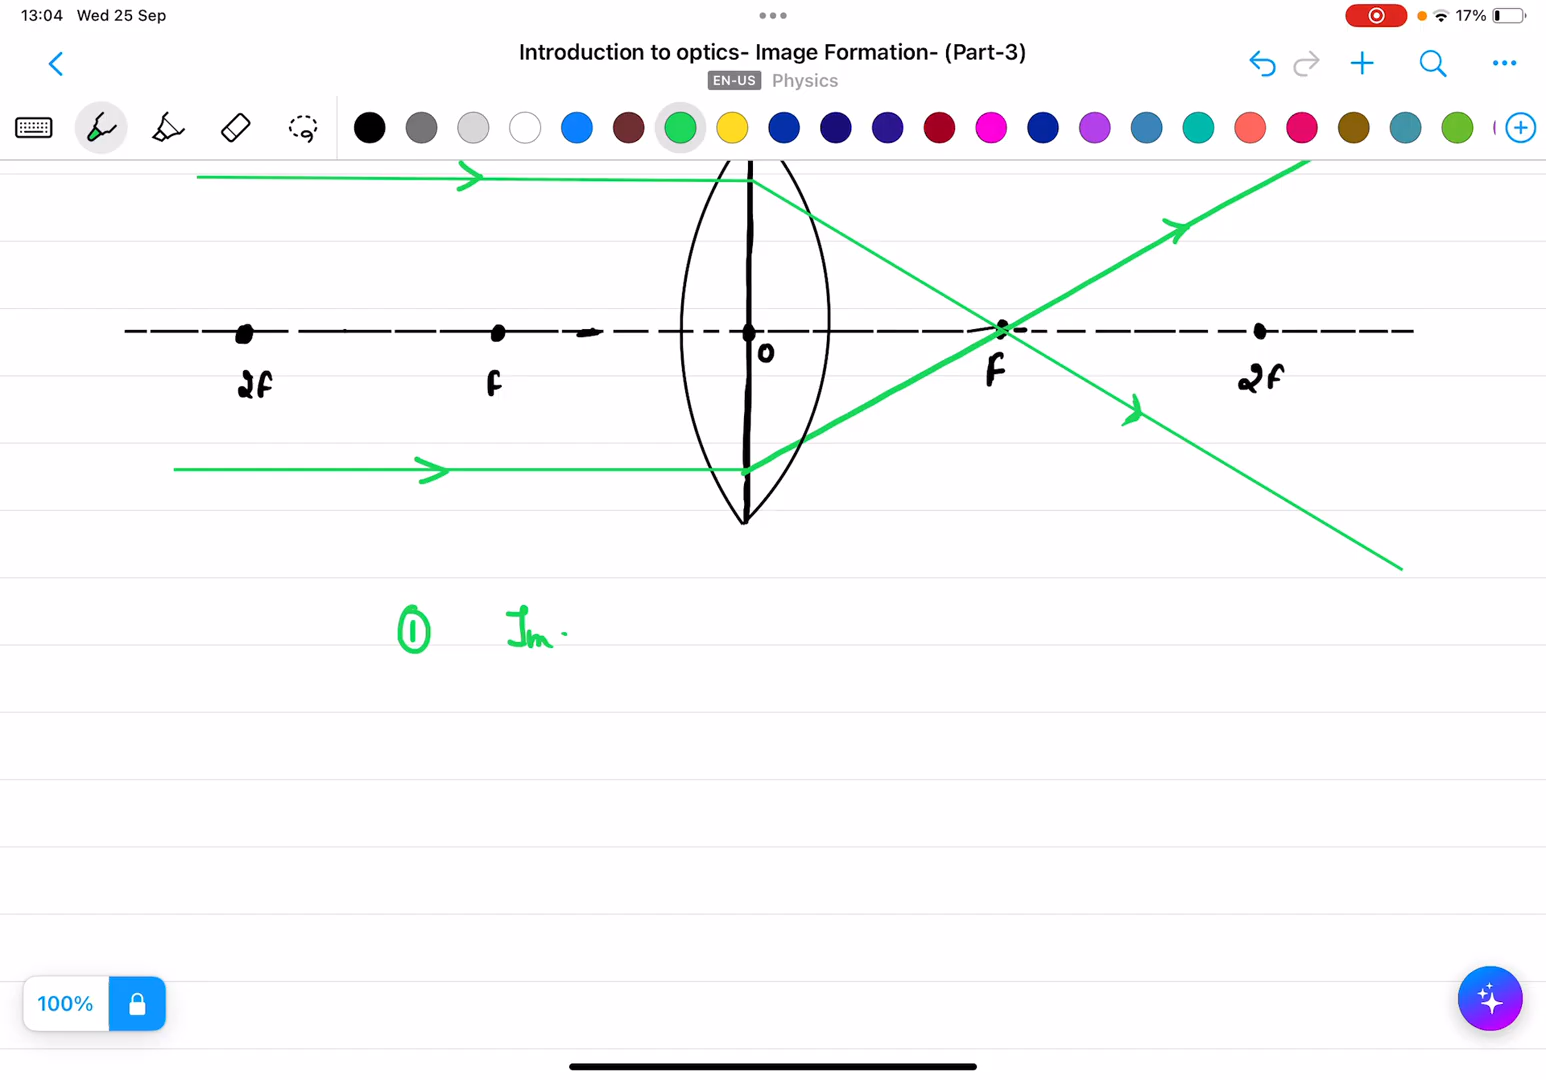 13:04 Wed 25 Sep
17%
Introduction to optics- Image Formation- (Part-3)
EN-US Physics
O
2F F F 2F
① Im.
100%